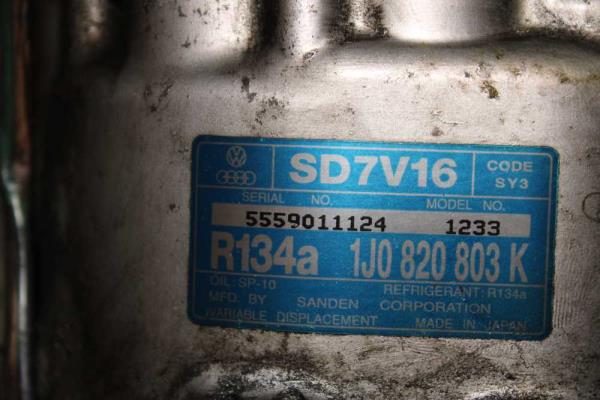 SD7V16
CODE
SY3
SERIAL NO. MODEL NO.
5559011124 1233
R134a 1J0 820 803 K
OIL: SP-10 REFRIGERANT: R134a
MFD. BY SANDEN CORPORATION
VARIABLE DISPLACEMENT MADE IN JAPAN